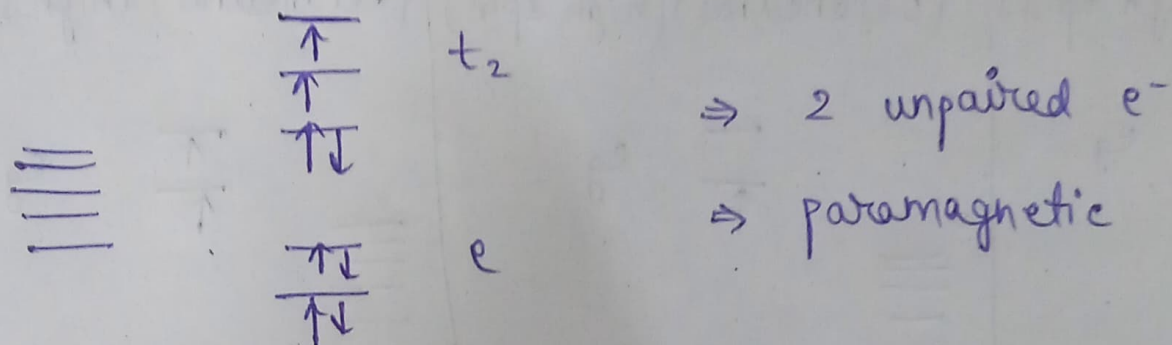 ↑ t₂
↑ ⇒ 2 unpaired e⁻
↑↓
⇒ paramagnetic
↑↓ e
↑↓